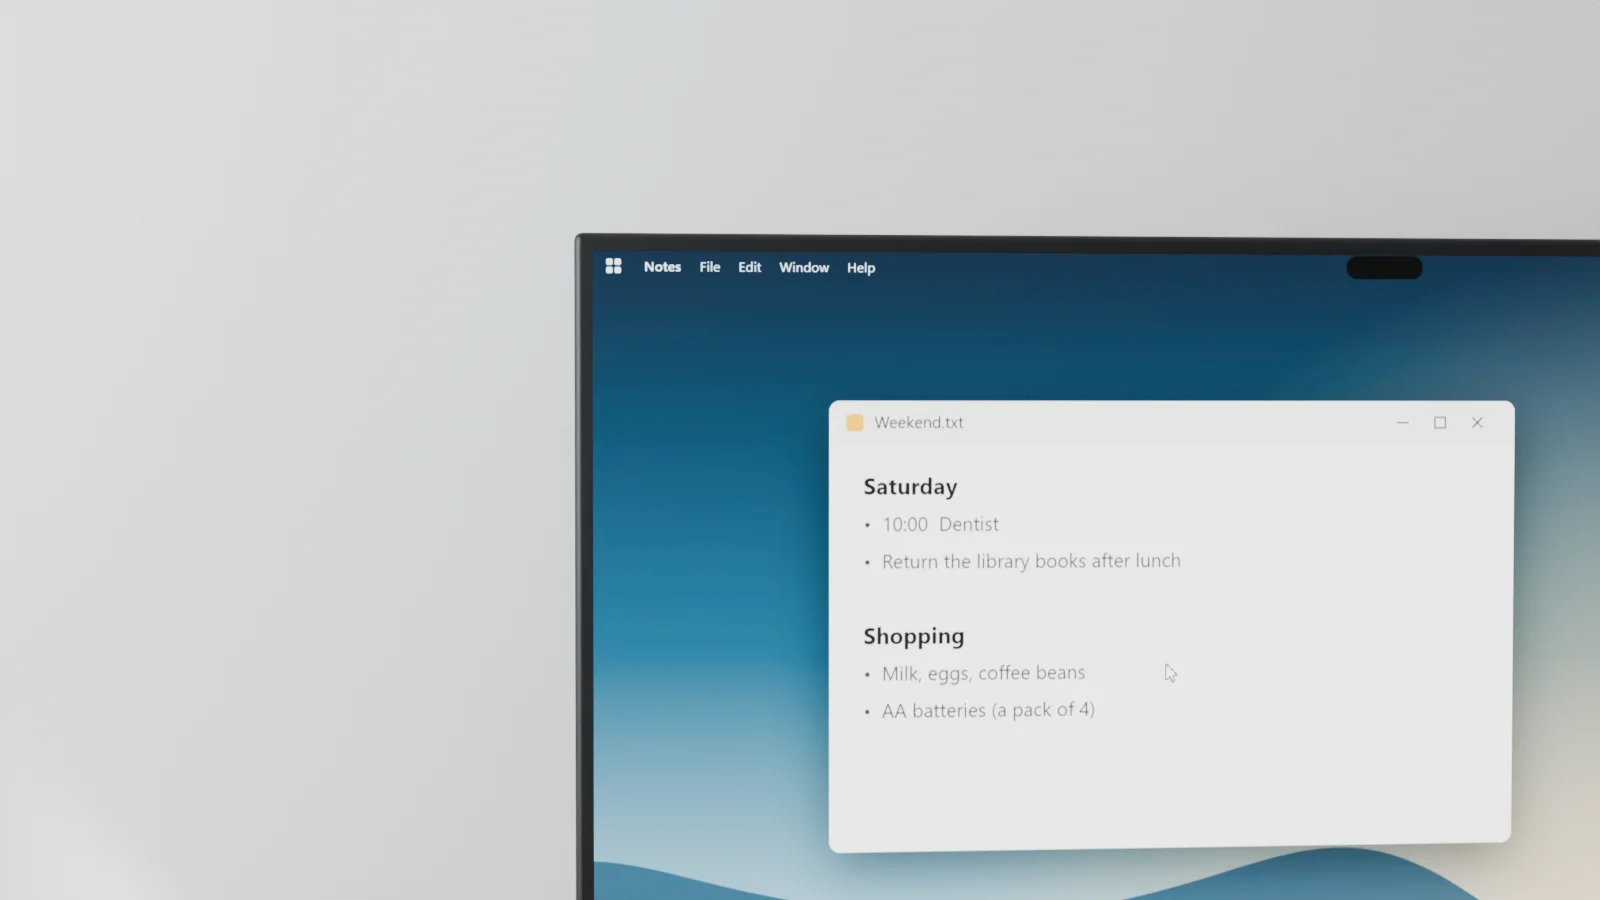 Notes File Edit Window Help
Weekend.txt
Saturday
• 10:00 Dentist
• Return the library books after lunch
Shopping
• Milk, eggs, coffee beans
• AA batteries (a pack of 4)